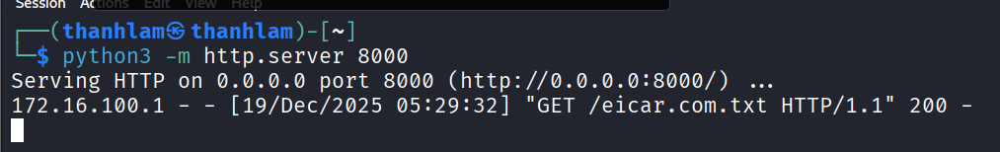 Session Actions Edit View Help
┌──(thanhlam㉿thanhlam)-[~]
└─$ python3 -m http.server 8000
Serving HTTP on 0.0.0.0 port 8000 (http://0.0.0.0:8000/) ...
172.16.100.1 - - [19/Dec/2025 05:29:32] "GET /eicar.com.txt HTTP/1.1" 200 -